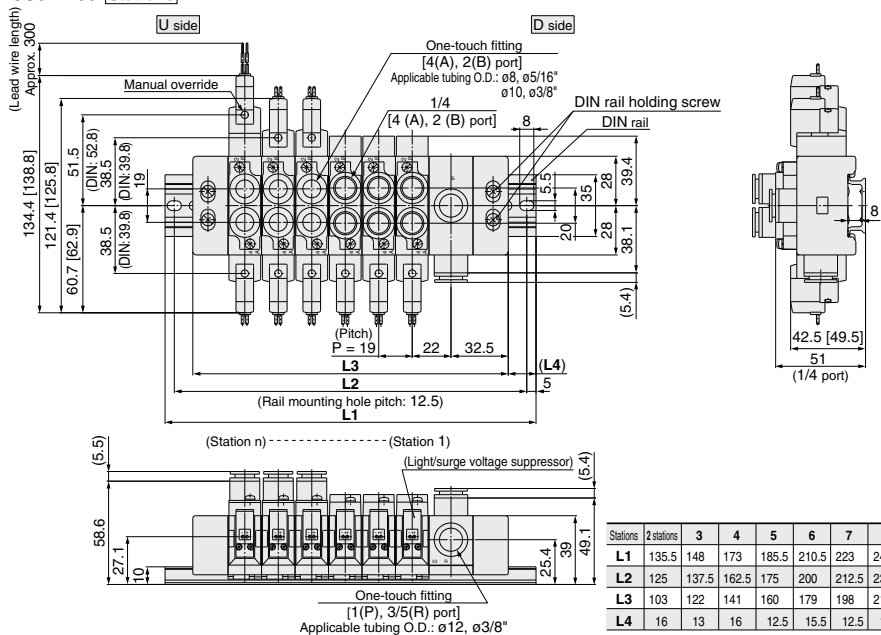 U side
D side
(Lead wire length)
Approx. 300
One-touch fitting
[4(A), 2(B) port]
Applicable tubing O.D.: ø8, ø5/16"
ø10, ø3/8"
Manual override
1/4
[4 (A), 2 (B) port]
DIN rail holding screw
DIN rail
8
134.4 [138.8]
121.4 [125.8]
60.7 [62.9]
51.5
(DIN: 52.8)
38.5
(DIN:39.8)
19
38.5
(DIN:39.8)
5.5
35
20
28
28
39.4
38.1
(5.4)
8
42.5 [49.5]
51
(1/4 port)
(Pitch)
P = 19
22
32.5
L3
(L4)
L2
5
(Rail mounting hole pitch: 12.5)
L1
(Station n)
(Station 1)
(Light/surge voltage suppressor)
(5.5)
58.6
27.1
10
(5.4)
25.4
39
49.1
One-touch fitting
[1(P), 3/5(R) port]
Applicable tubing O.D.: ø12, ø3/8"
Stations 2 stations 3 4 5 6 7
L1 135.5 148 173 185.5 210.5 223
L2 125 137.5 162.5 175 200 212.5
L3 103 122 141 160 179 198
L4 16 13 16 12.5 15.5 12.5